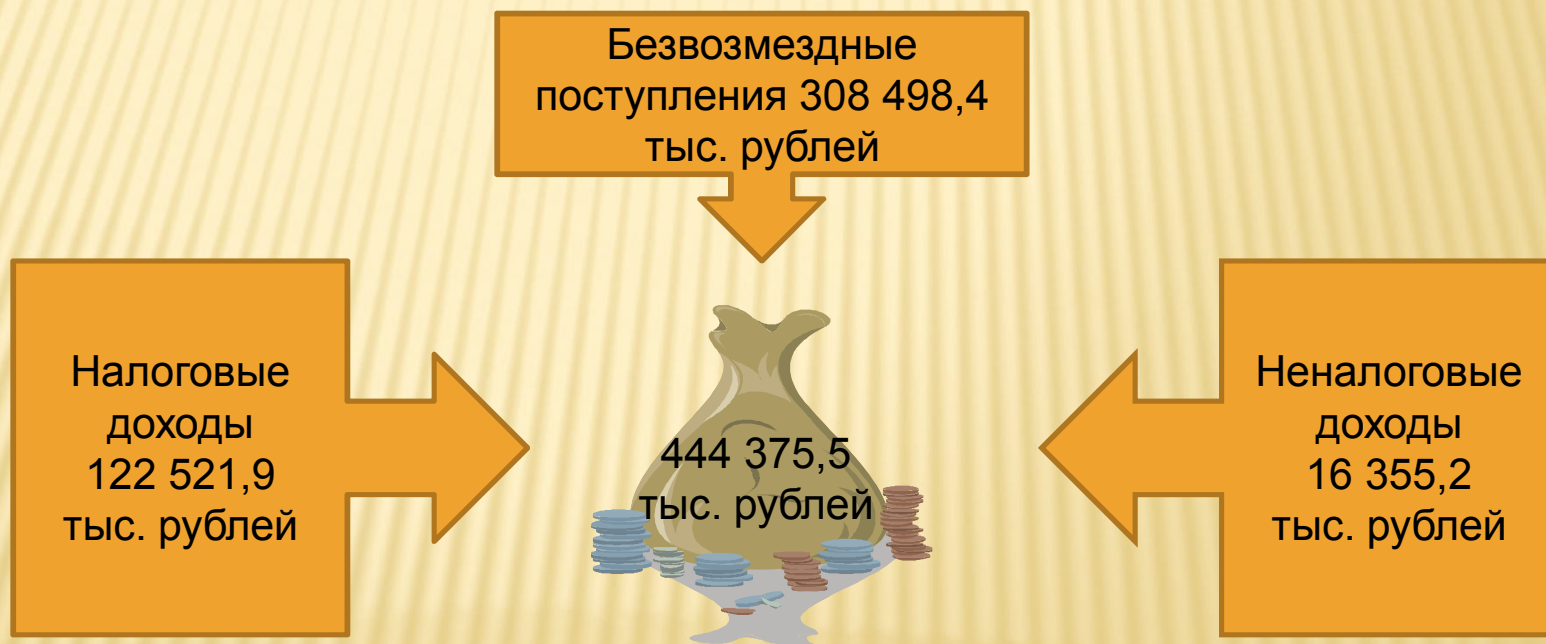 Безвозмездные
поступления 308 498,4
тыс. рублей
Налоговые
доходы
122 521,9
тыс. рублей
444 375,5
тыс. рублей
Неналоговые
доходы
16 355,2
тыс. рублей